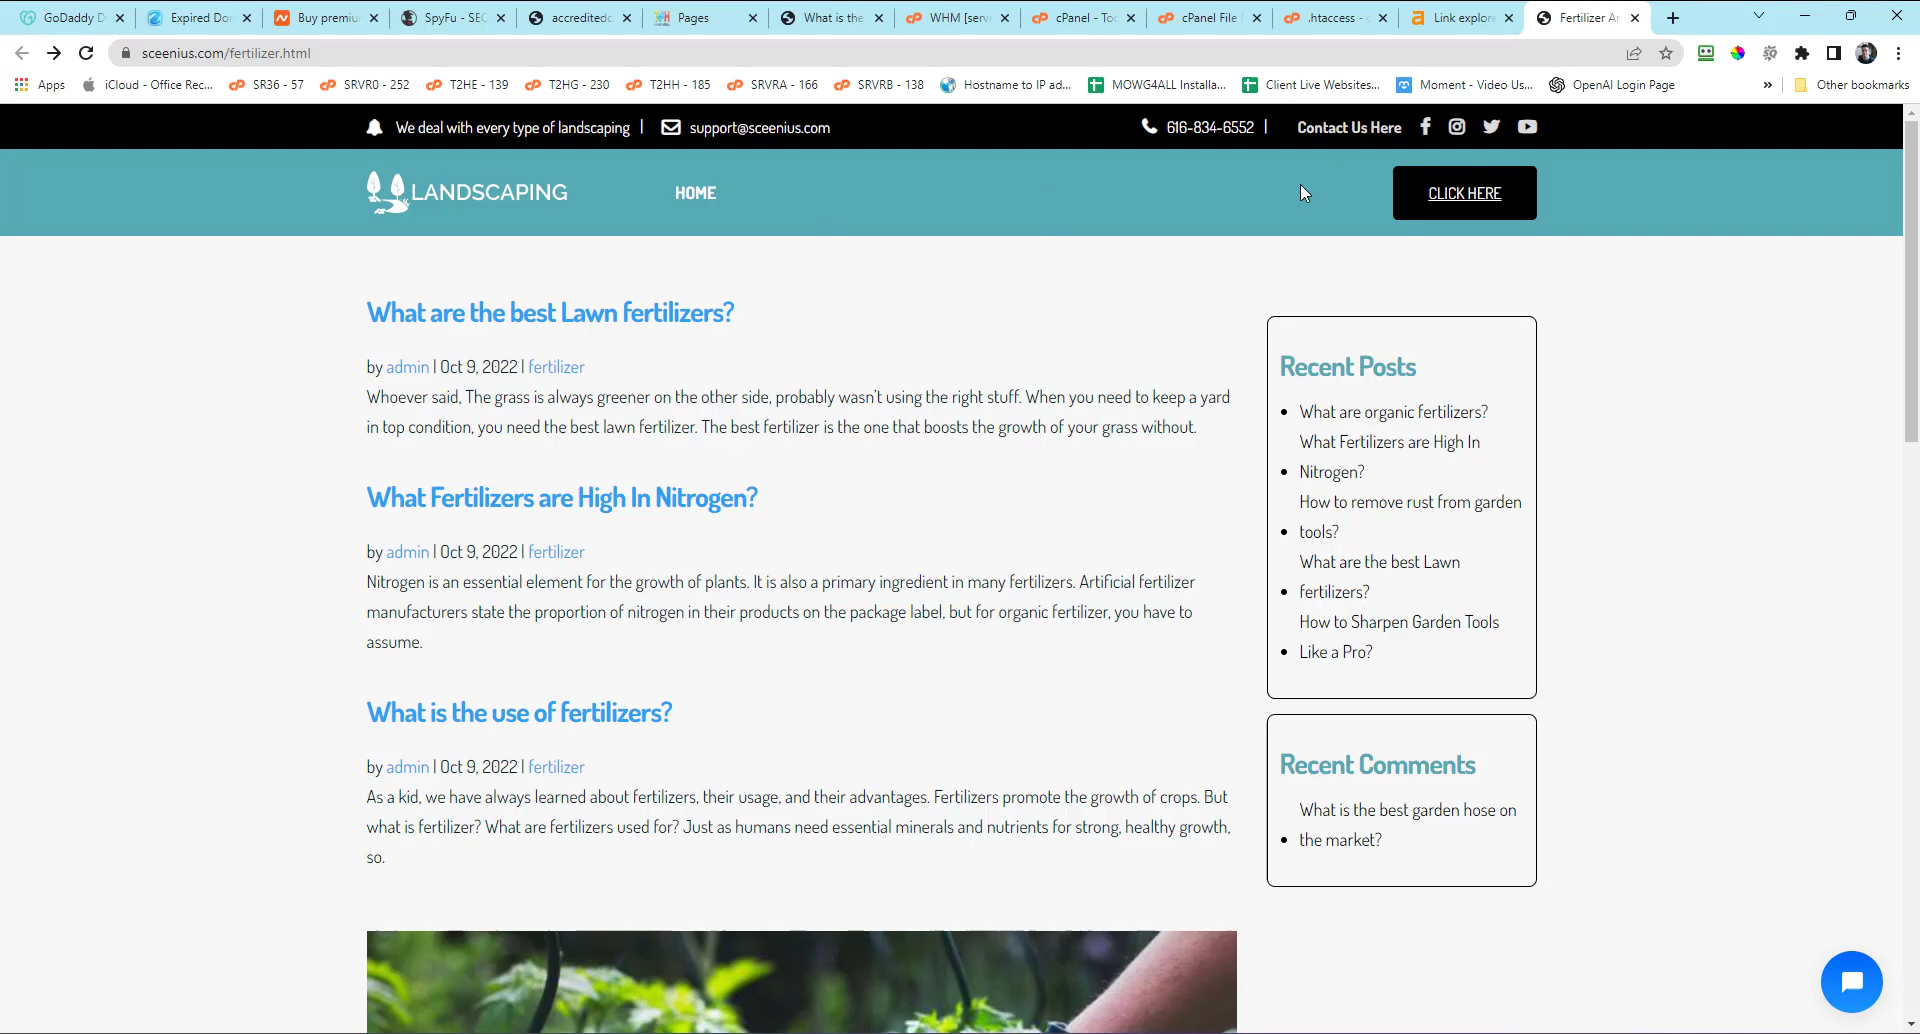 GoDaddy D
Expired Do
Buy premiu
SpyFu - SEO
accreditedc
Pages
What is the
WHM [serv
cPanel - Too
cPanel File
.htaccess - c
Link explore
Fertilizer A
sceenius.com/fertilizer.html
Apps
iCloud - Office Rec...
SR36 - 57
SRVR0 - 252
T2HE - 139
T2HG - 230
T2HH - 185
SRVRA - 166
SRVRB - 138
Hostname to IP ad...
MOWG4ALL Installa...
Client Live Websites...
Moment - Video Us...
OpenAI Login Page
»
Other bookmarks
We deal with every type of landscaping |
support@sceenius.com
616-834-6552 |
Contact Us Here
LANDSCAPING
HOME
CLICK HERE
What are the best Lawn fertilizers?
by admin | Oct 9, 2022 | fertilizer
Whoever said, The grass is always greener on the other side, probably wasn't using the right stuff. When you need to keep a yard
in top condition, you need the best lawn fertilizer. The best fertilizer is the one that boosts the growth of your grass without.
What Fertilizers are High In Nitrogen?
by admin | Oct 9, 2022 | fertilizer
Nitrogen is an essential element for the growth of plants. It is also a primary ingredient in many fertilizers. Artificial fertilizer
manufacturers state the proportion of nitrogen in their products on the package label, but for organic fertilizer, you have to
assume.
What is the use of fertilizers?
by admin | Oct 9, 2022 | fertilizer
As a kid, we have always learned about fertilizers, their usage, and their advantages. Fertilizers promote the growth of crops. But
what is fertilizer? What are fertilizers used for? Just as humans need essential minerals and nutrients for strong, healthy growth,
so.
Recent Posts
What are organic fertilizers?
What Fertilizers are High In
Nitrogen?
How to remove rust from garden
tools?
What are the best Lawn
fertilizers?
How to Sharpen Garden Tools
Like a Pro?
Recent Comments
What is the best garden hose on
the market?